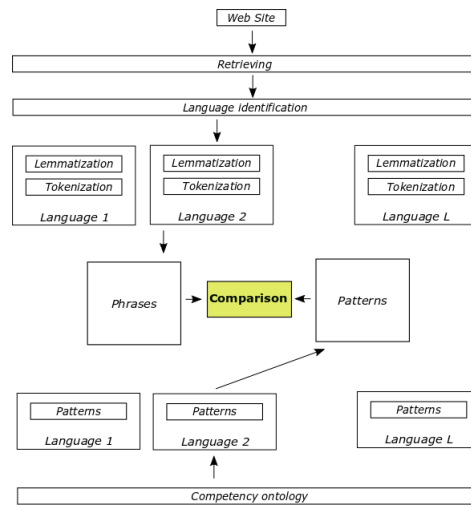 Web Site
Retrieving
Language identification
Lemmatization
Tokenization
Language 1
Lemmatization
Tokenization
Language 2
Lemmatization
Tokenization
Language L
Phrases
Comparison
Patterns
Patterns
Language 1
Patterns
Language 2
Patterns
Language L
Competency ontology